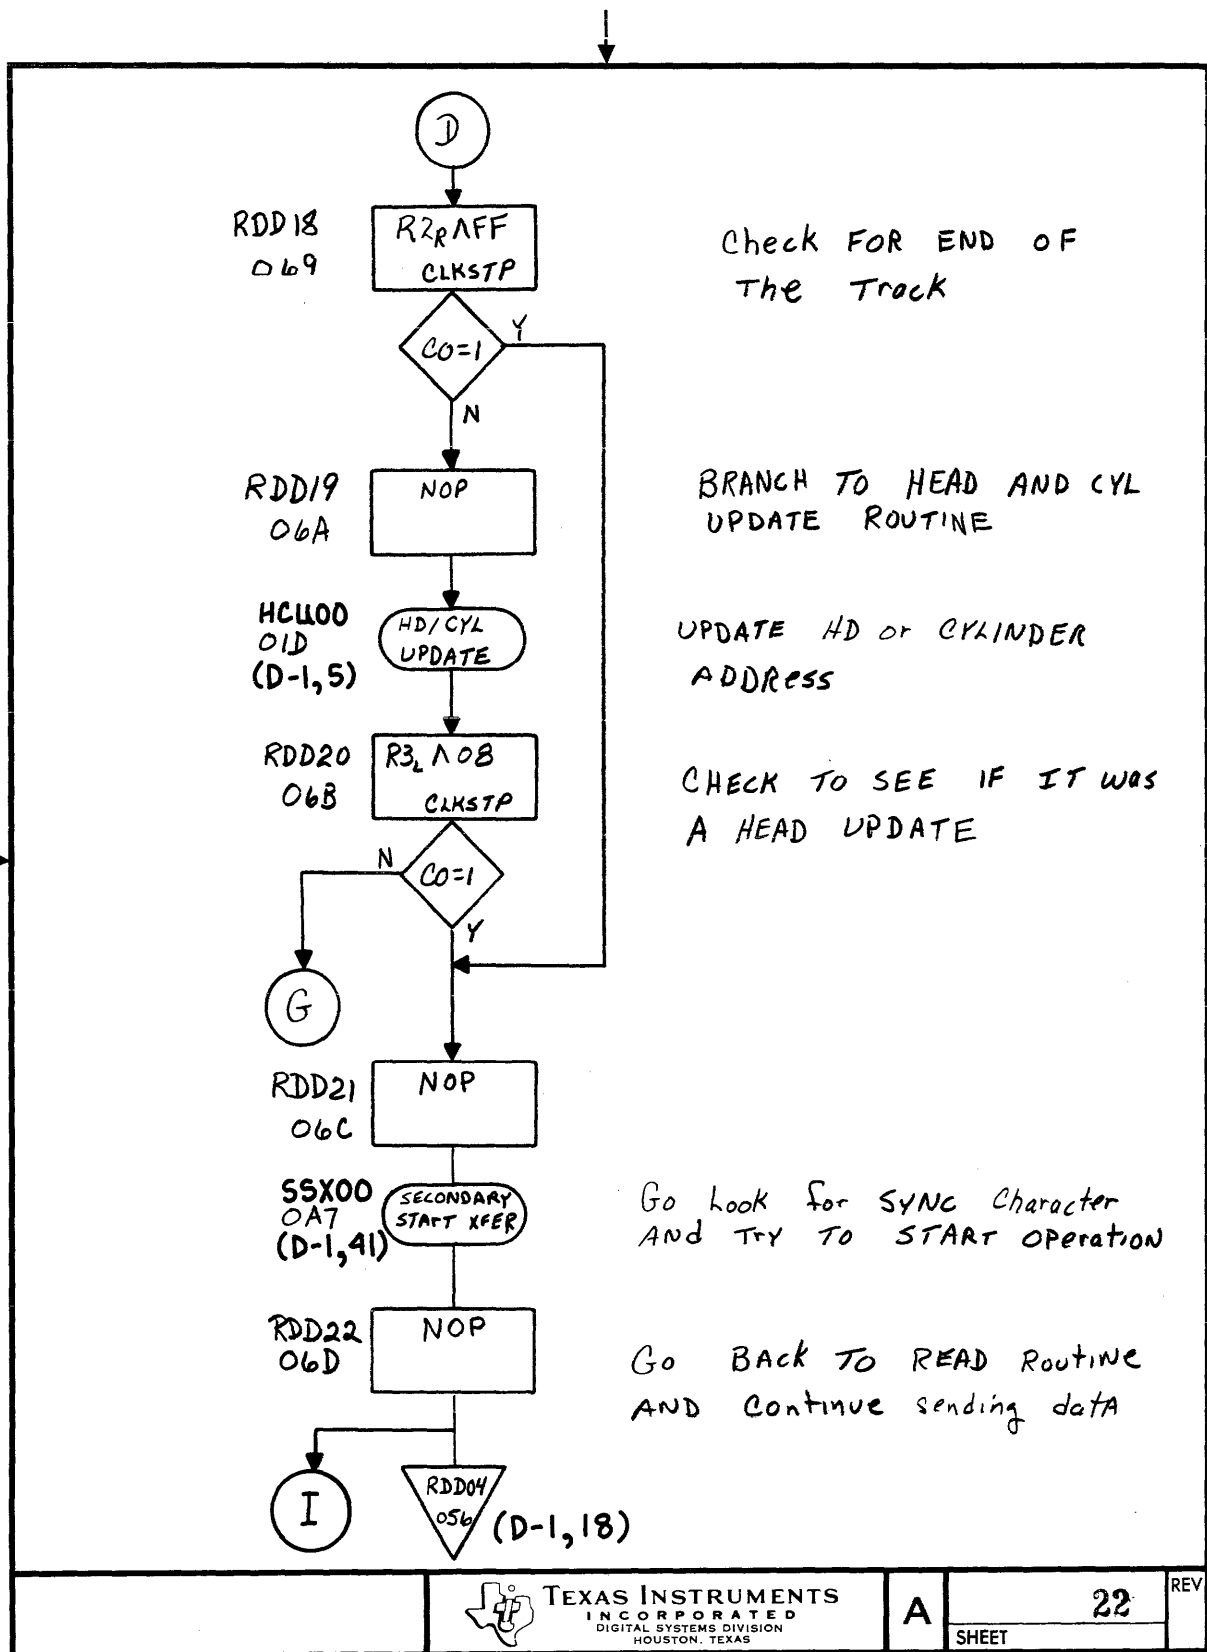 D
RDD18
069
R2R∧FF
CLKSTP
Check FOR END OF
The Track
CO=1
Y
N
RDD19
06A
NOP
BRANCH TO HEAD AND CYL
UPDATE ROUTINE
HCU00
01D
(D-1,5)
HD/CYL
UPDATE
UPDATE HD or CYLINDER
ADDRess
RDD20
06B
R3L∧08
CLKSTP
CHECK TO SEE IF IT WAS
A HEAD UPDATE
N
CO=1
Y
G
RDD21
06C
NOP
SSX00
0A7
(D-1,41)
SECONDARY
START XFER
Go Look for SYNC Character
AND Try TO START Operation
RDD22
06D
NOP
Go BACK TO READ Routine
AND Continue sending datA
I
RDD04
056
(D-1,18)
TEXAS INSTRUMENTS
INCORPORATED
DIGITAL SYSTEMS DIVISION
HOUSTON, TEXAS
A
22
SHEET
REV